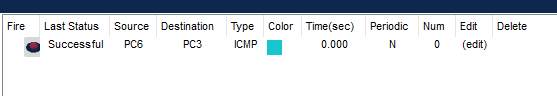 Fire Last Status Source Destination Type Color Time(sec) Periodic Num Edit Delete
Successful PC6 PC3 ICMP 0.000 N 0 (edit)